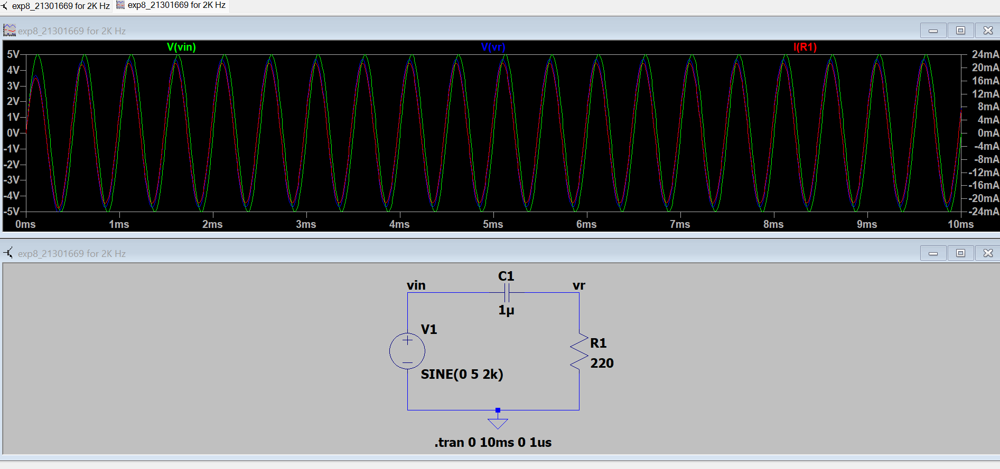 exp8_21301669 for 2K Hz
exp8_21301669 for 2K Hz
exp8_21301669 for 2K Hz
V(vin) V(vr) I(R1)
5V 24mA
4V 20mA
3V 16mA
2V 12mA
1V 8mA
4mA
0V 0mA
-1V -4mA
-2V -8mA
-3V -12mA
-4V -16mA
-20mA
-5V -24mA
0ms 1ms 2ms 3ms 4ms 5ms 6ms 7ms 8ms 9ms 10ms
exp8_21301669 for 2K Hz
C1
vin vr
1µ
V1
R1
220
SINE(0 5 2k)
.tran 0 10ms 0 1us